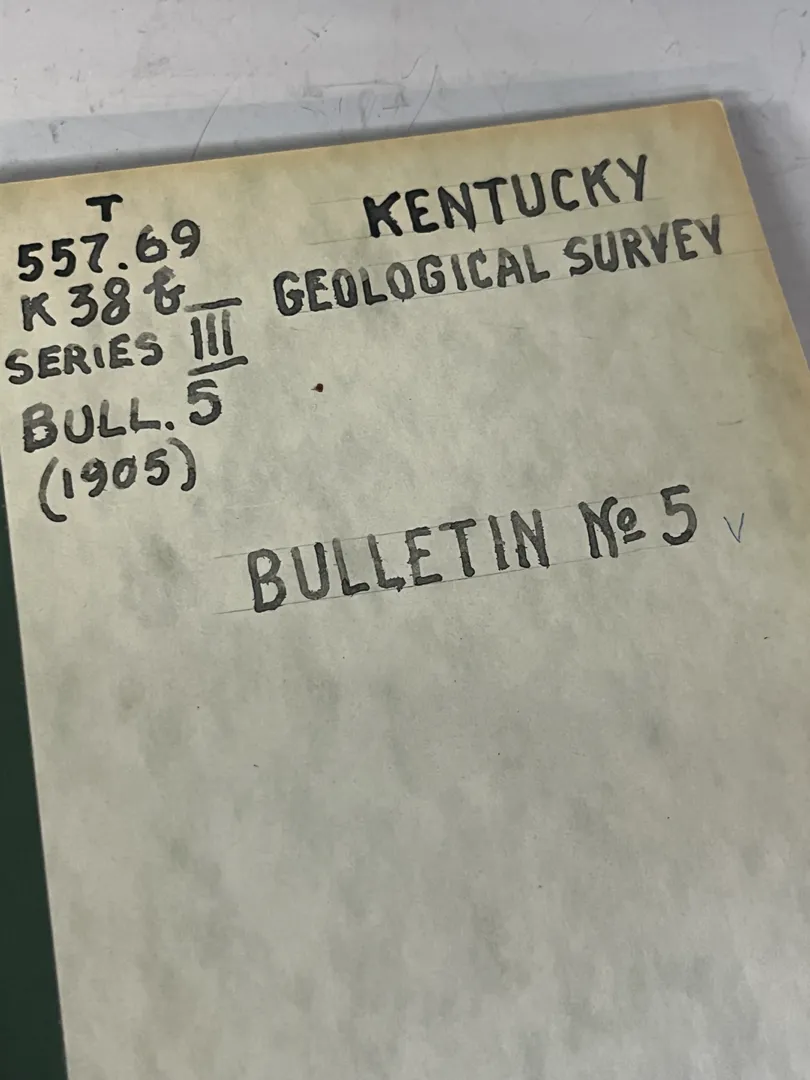 T
557.69
K 38 &
SERIES III
BULL. 5
(1905)
KENTUCKY
GEOLOGICAL SURVEY
BULLETIN № 5 V